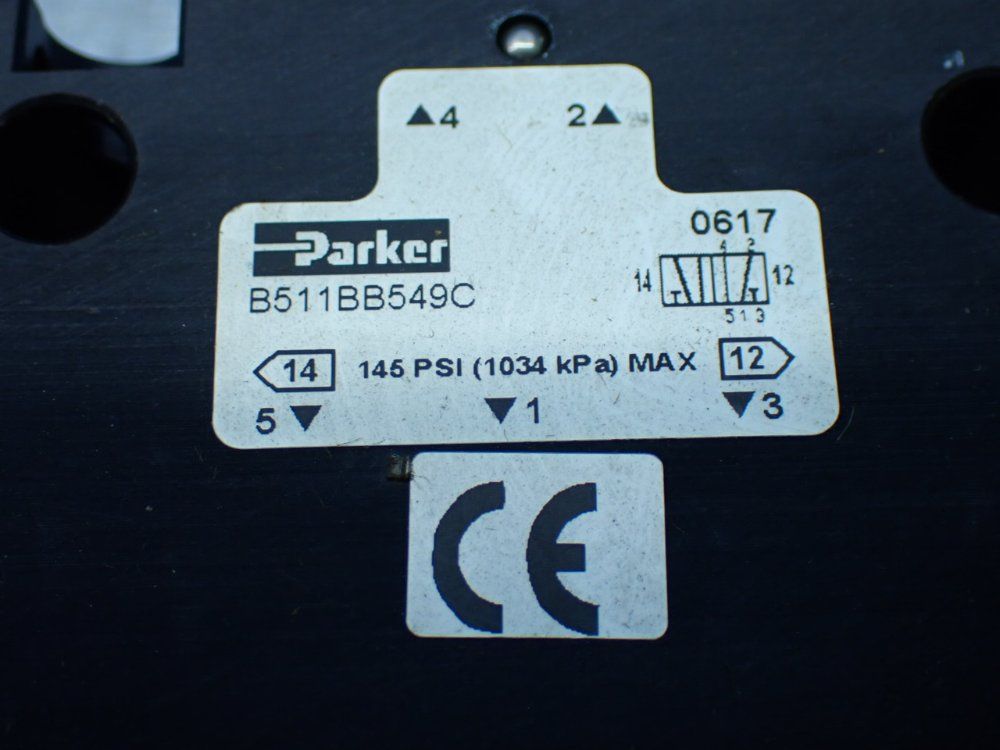 ▲4 2▲
Parker
B511BB549C
0617
4 2
14 12
5 1 3
14 145 PSI (1034 kPa) MAX 12
5▼ ▼1 ▼3
CE